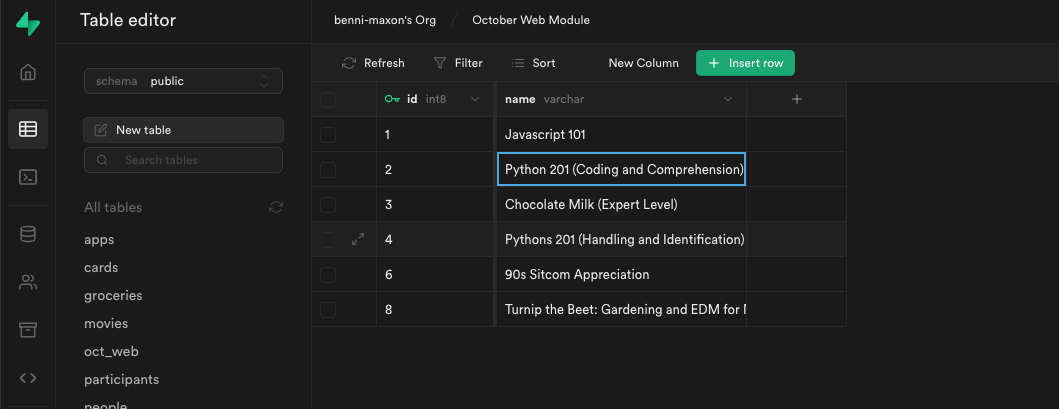 Table editor
benni-maxon's Org / October Web Module
schema public
Refresh Filter Sort New Column + Insert row
id int8 name varchar +
New table
Search tables
1 Javascript 101
2 Python 201 (Coding and Comprehension)
3 Chocolate Milk (Expert Level)
4 Pythons 201 (Handling and Identification)
6 90s Sitcom Appreciation
8 Turnip the Beet: Gardening and EDM for
All tables
apps
cards
groceries
movies
oct_web
participants
people